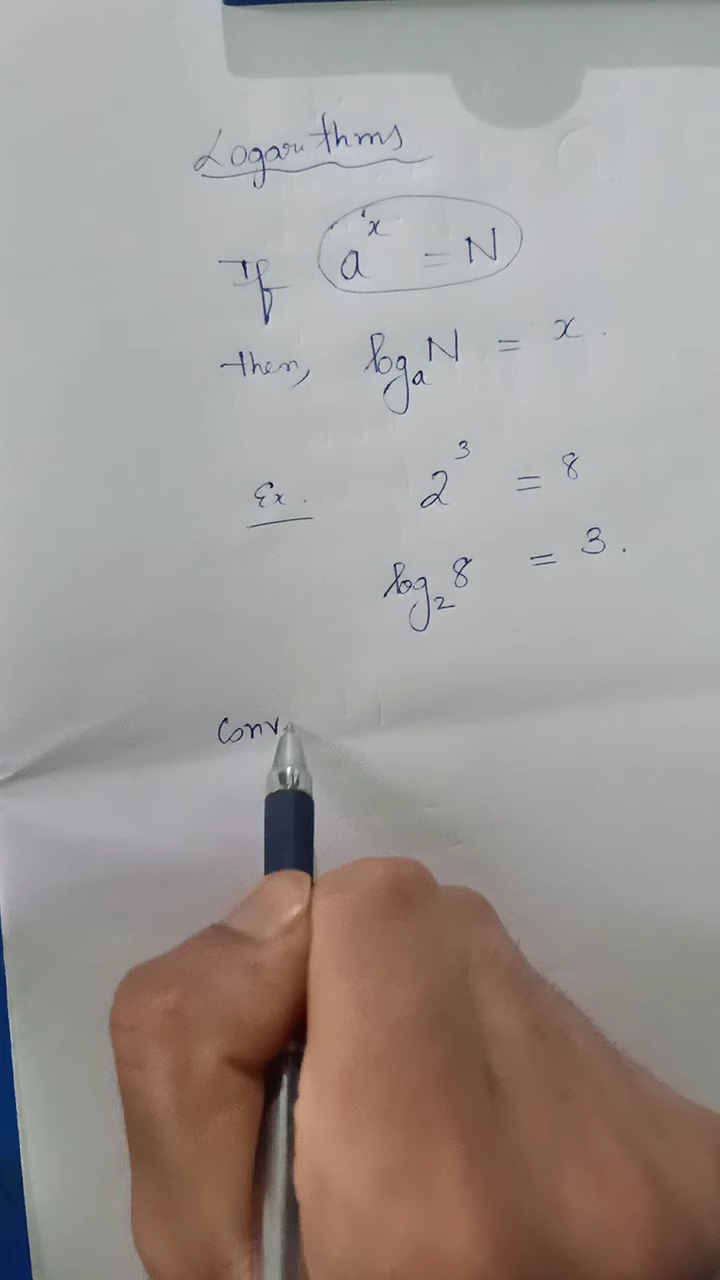 Logarithms
If a^x = N
then, log_a N = x.
Ex. 2^3 = 8
log_2 8 = 3.
Conv